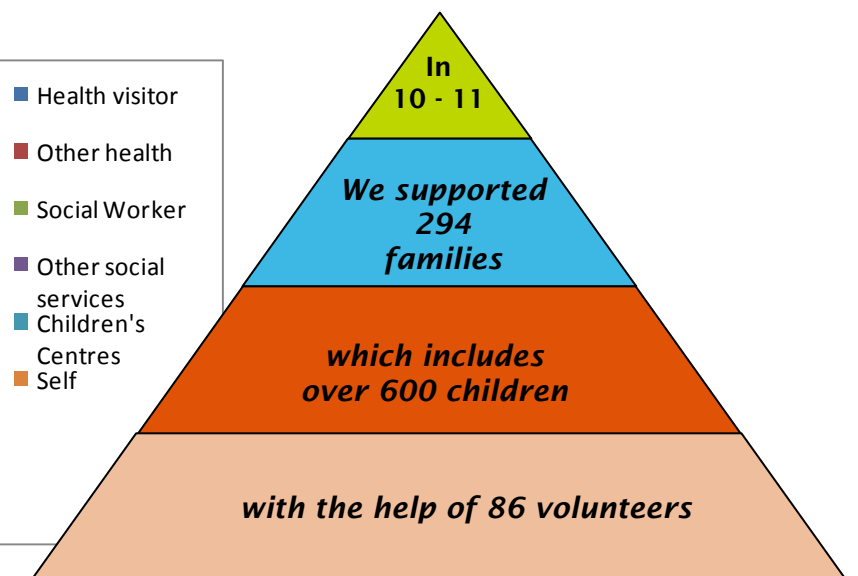 Health visitor
Other health
Social Worker
Other social
services
Children's
Centres
Self
In
10 - 11
We supported
294
families
which includes
over 600 children
with the help of 86 volunteers